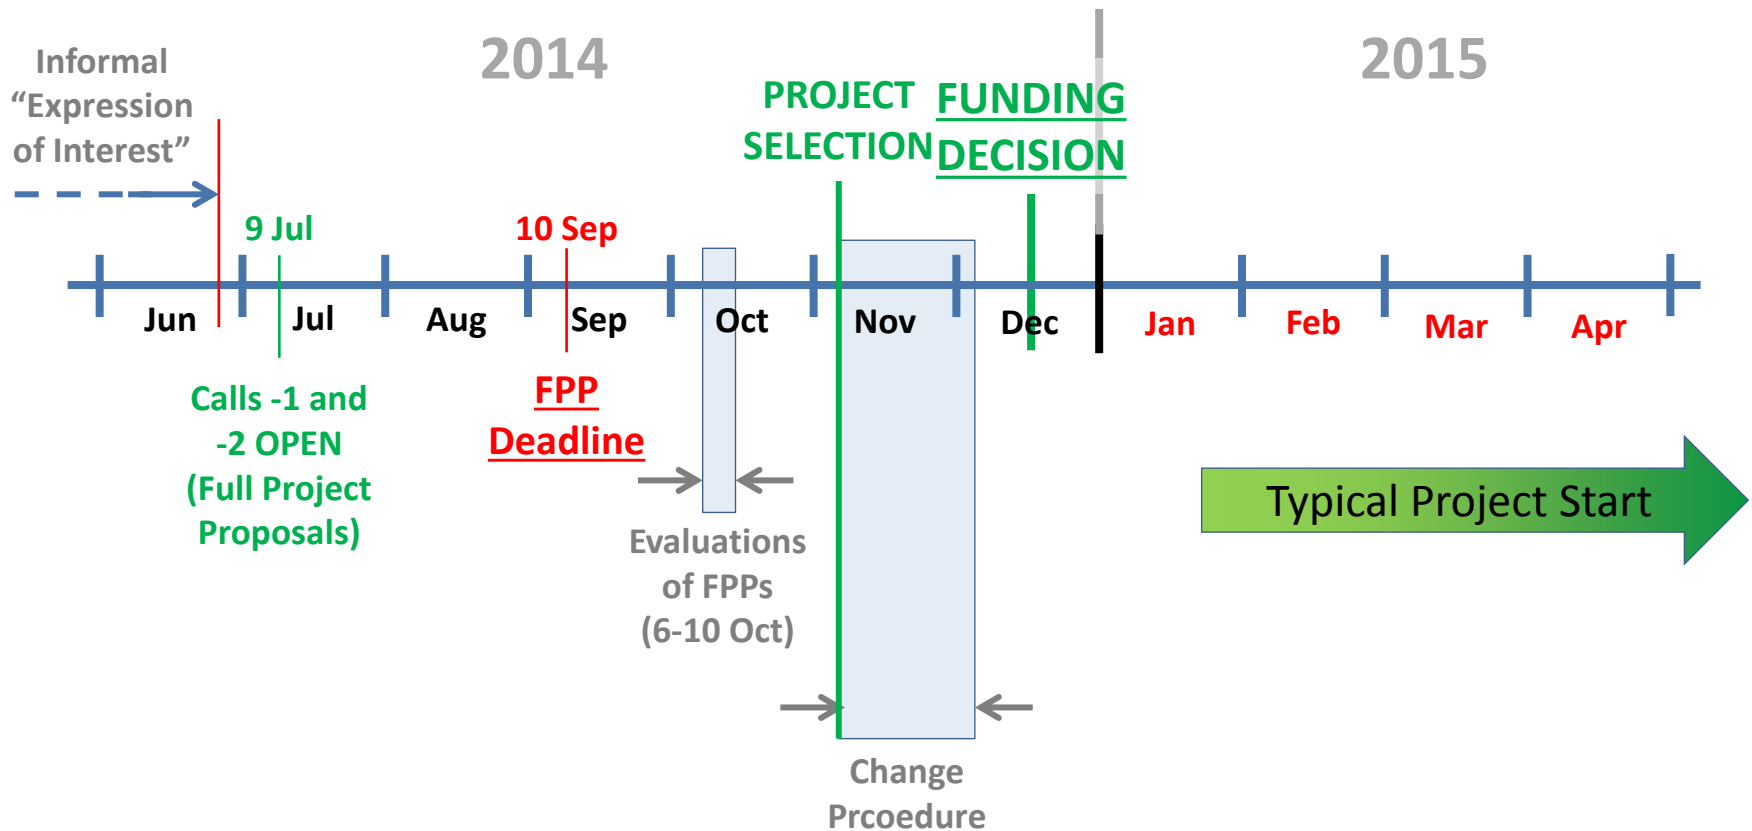 2014
2015
Informal
“Expression
of Interest”
PROJECT
SELECTION
FUNDING
DECISION
9 Jul
10 Sep
Jun
Jul
Aug
Sep
Oct
Nov
Dec
Jan
Feb
Mar
Apr
Calls -1 and
-2 OPEN
(Full Project
Proposals)
FPP
Deadline
Typical Project Start
Evaluations
of FPPs
(6-10 Oct)
Change
Prcoedure